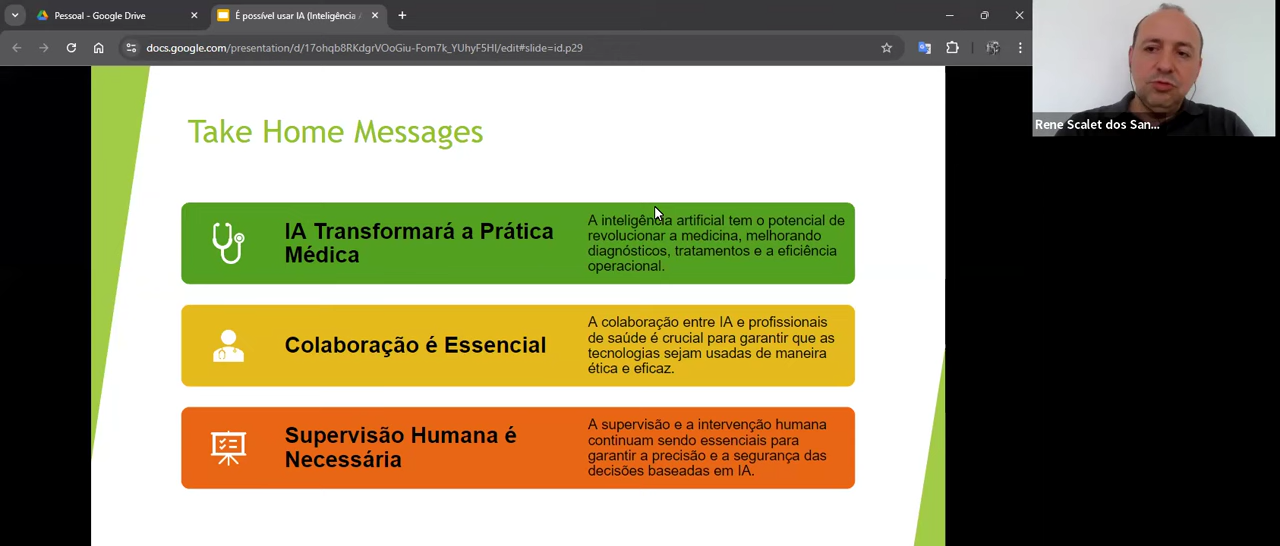 Pessoal - Google Drive
É possível usar IA (Inteligência
docs.google.com/presentation/d/17ohqb8RKdgrVOoGiu-Fom7k_YUhyF5HI/edit#slide=id.p29
Rene Scalet dos San...
Take Home Messages
IA Transformará a Prática
Médica
A inteligência artificial tem o potencial de
revolucionar a medicina, melhorando
diagnósticos, tratamentos e a eficiência
operacional.
Colaboração é Essencial
A colaboração entre IA e profissionais
de saúde é crucial para garantir que as
tecnologias sejam usadas de maneira
ética e eficaz.
Supervisão Humana é
Necessária
A supervisão e a intervenção humana
continuam sendo essenciais para
garantir a precisão e a segurança das
decisões baseadas em IA.